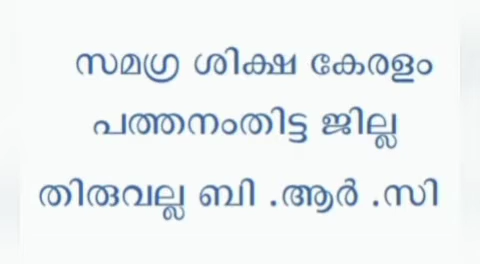 സമഗ്ര ശിക്ഷ കേരളം
പത്തനംതിട്ട ജില്ല
തിരുവല്ല ബി .ആർ .സി